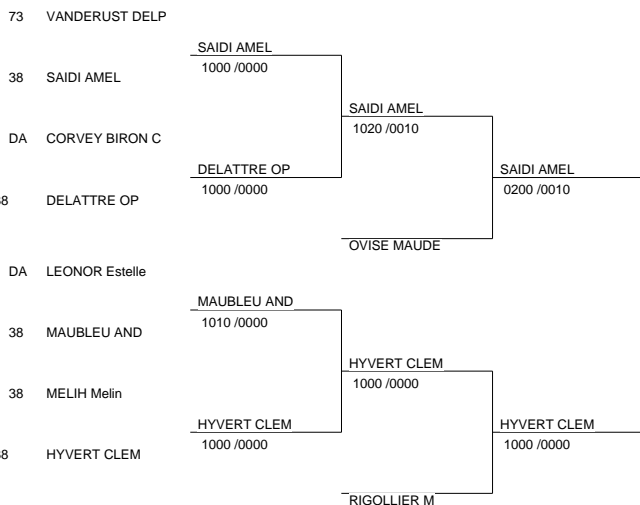 73 VANDERUST DELP
SAIDI AMEL
1000 /0000
38 SAIDI AMEL
SAIDI AMEL
1020 /0010
DA CORVEY BIRON C
DELATTRE OP
1000 /0000
SAIDI AMEL
0200 /0010
38 DELATTRE OP
OVISE MAUDE
DA LEONOR Estelle
MAUBLEU AND
1010 /0000
38 MAUBLEU AND
HYVERT CLEM
1000 /0000
38 MELIH Melin
HYVERT CLEM
1000 /0000
HYVERT CLEM
1000 /0000
8 HYVERT CLEM
RIGOLLIER M